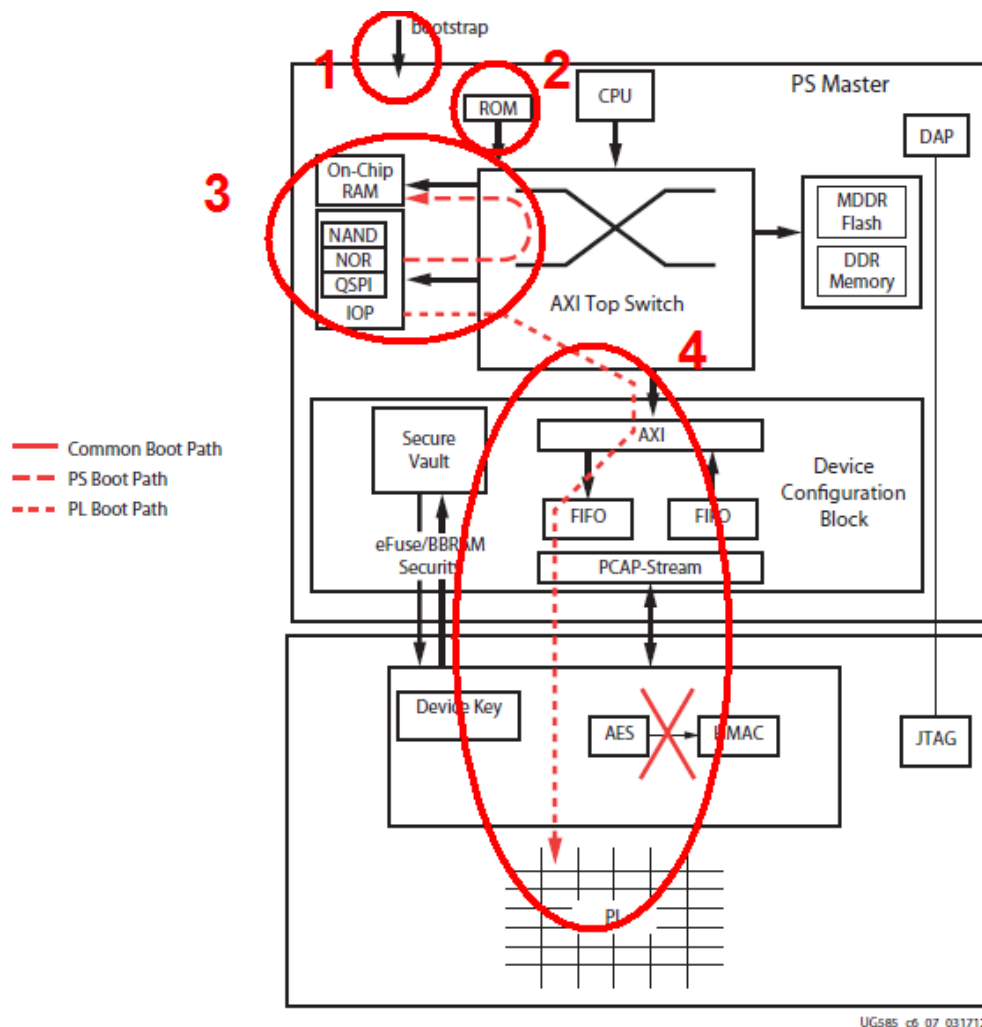 bootstrap
1
2
ROM
CPU
PS Master
DAP
3
On-Chip
RAM
MDDR
Flash
NAND
NOR
QSPI
IOP
DDR
Memory
AXI Top Switch
4
Common Boot Path
PS Boot Path
PL Boot Path
Secure
Vault
AXI
Device
Configuration
Block
FIFO
FIFO
eFuse/BBRAM
Security
PCAP-Stream
Device Key
AES
HMAC
JTAG
PL
UG585_c6_07_031712